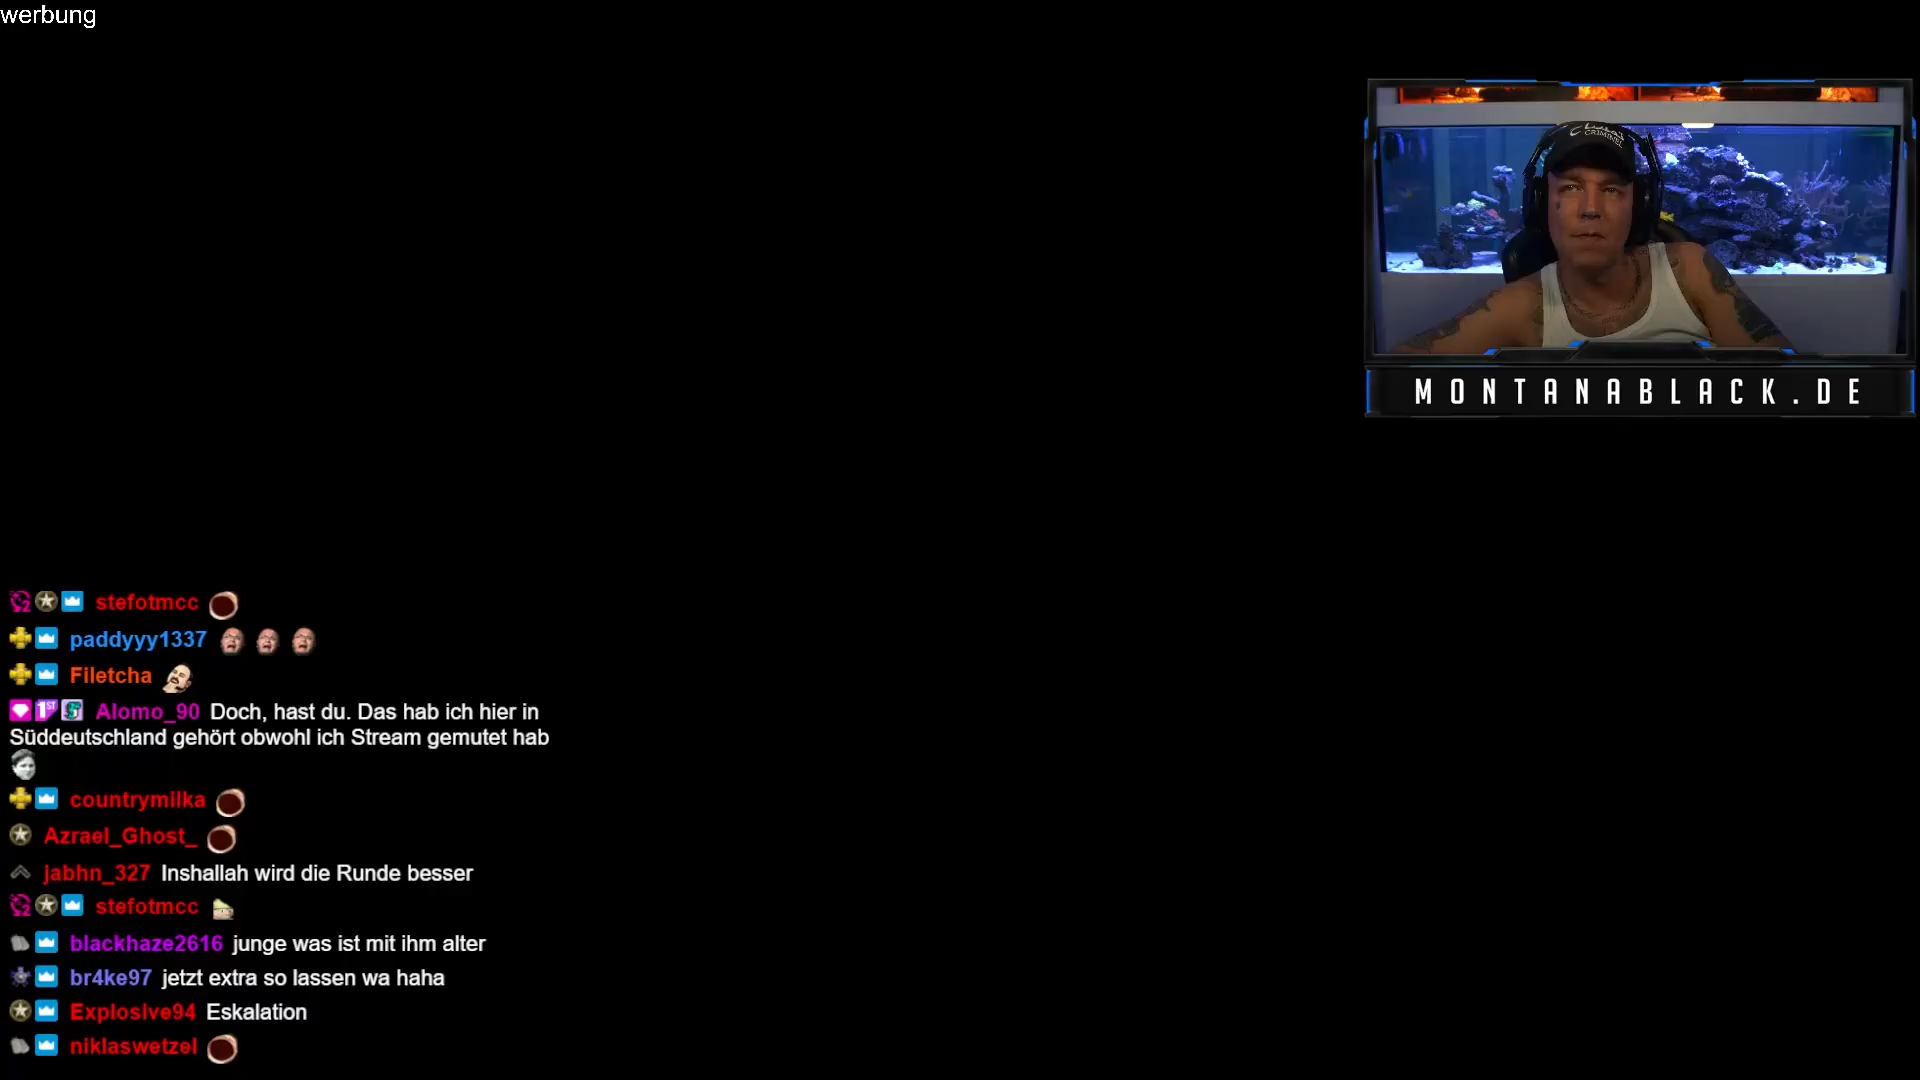 werbung
CRIMINEL
MONTANABLACK.DE
stefotmcc
paddyyy1337
Filetcha
1ST Alomo_90 Doch, hast du. Das hab ich hier in
Süddeutschland gehört obwohl ich Stream gemutet hab
countrymilka
Azrael_Ghost_
jabhn_327 Inshallah wird die Runde besser
stefotmcc
blackhaze2616 junge was ist mit ihm alter
br4ke97 jetzt extra so lassen wa haha
Explosive94 Eskalation
niklaswetzel